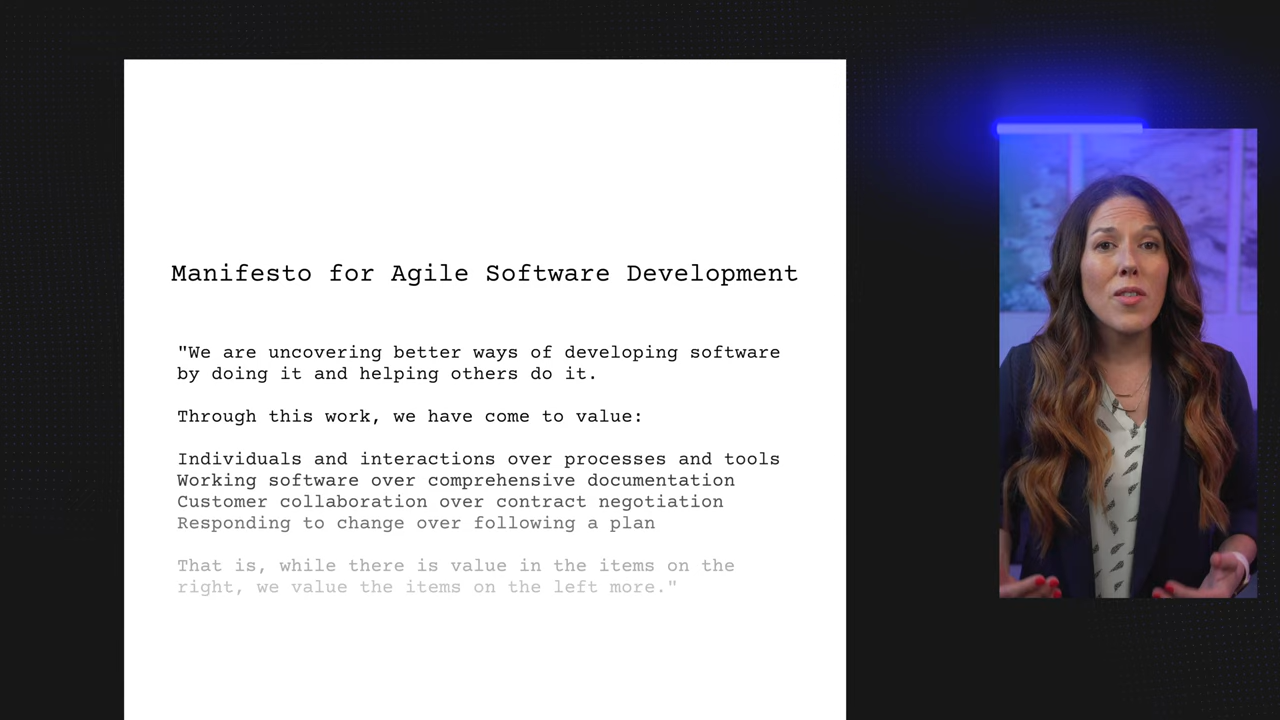 Manifesto for Agile Software Development
"We are uncovering better ways of developing software
by doing it and helping others do it.
Through this work, we have come to value:
Individuals and interactions over processes and tools
Working software over comprehensive documentation
Customer collaboration over contract negotiation
Responding to change over following a plan
That is, while there is value in the items on the
right, we value the items on the left more."